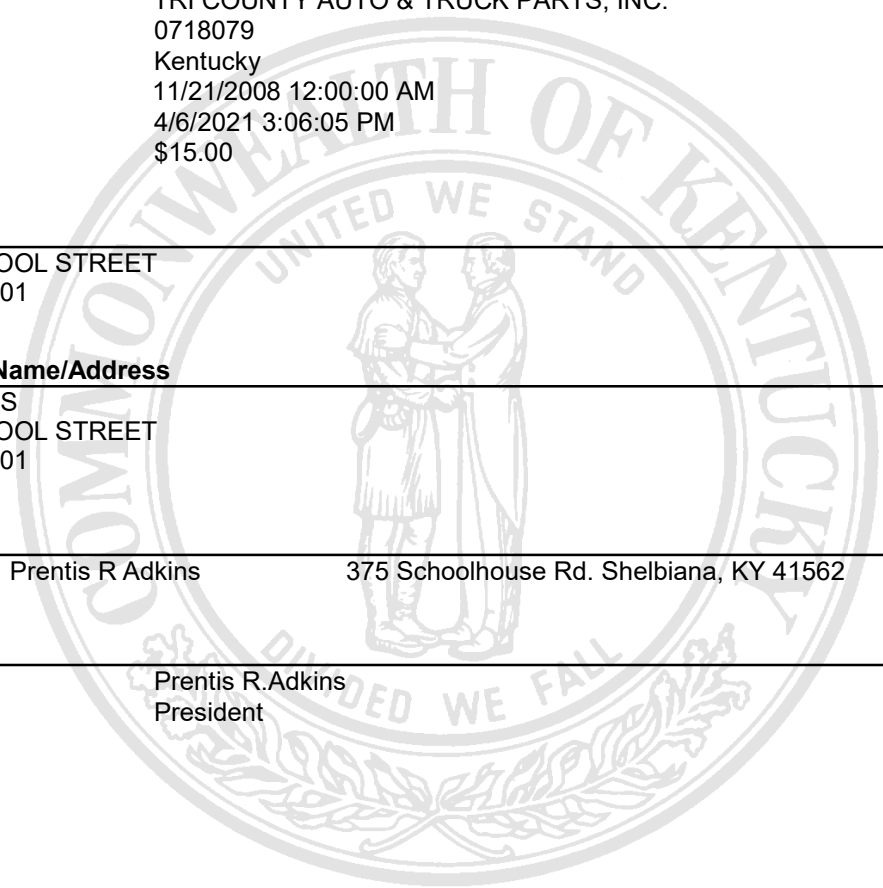 TRI COUNTY AUTO & TRUCK PARTS, INC.
0718079
Kentucky
11/21/2008 12:00:00 AM
4/6/2021 3:06:05 PM
$15.00
OOL STREET
01
Name/Address
S
OOL STREET
01
Prentis R Adkins 375 Schoolhouse Rd. Shelbiana, KY 41562
Prentis R.Adkins
President
COMMONWEALTH OF KENTUCKY
UNITED WE STAND
DIVIDED WE FALL